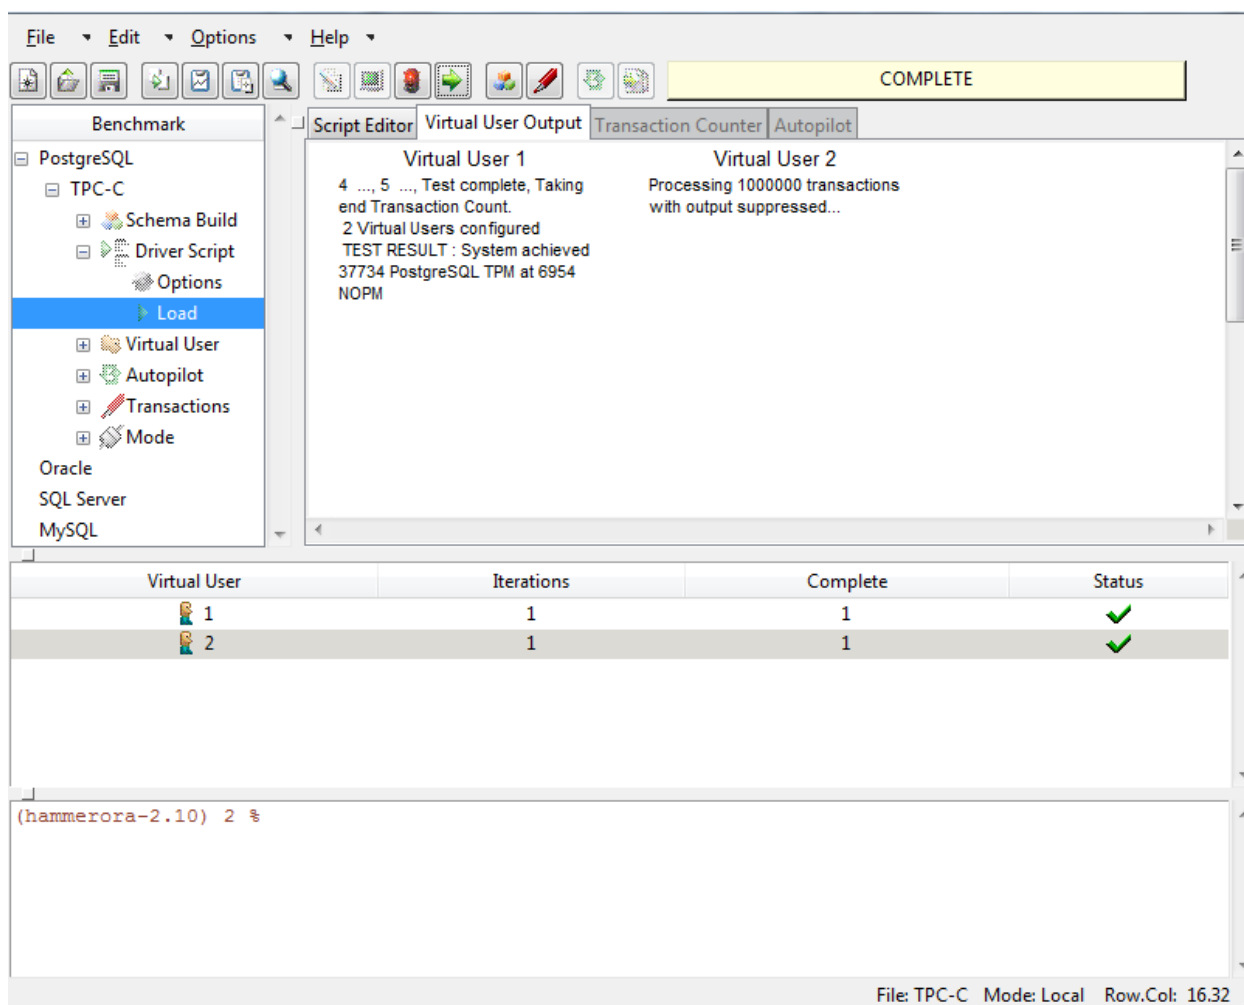 File Edit Options Help
COMPLETE
Benchmark
Script Editor Virtual User Output Transaction Counter Autopilot
PostgreSQL
TPC-C
Schema Build
Driver Script
Options
Load
Virtual User
Autopilot
Transactions
Mode
Oracle
SQL Server
MySQL
Virtual User 1
4 ..., 5 ..., Test complete, Taking
end Transaction Count.
2 Virtual Users configured
TEST RESULT : System achieved
37734 PostgreSQL TPM at 6954
NOPM
Virtual User 2
Processing 1000000 transactions
with output suppressed...
Virtual User Iterations Complete Status
1 1 1
2 1 1
(hammerora-2.10) 2 %
File: TPC-C Mode: Local Row.Col: 16.32